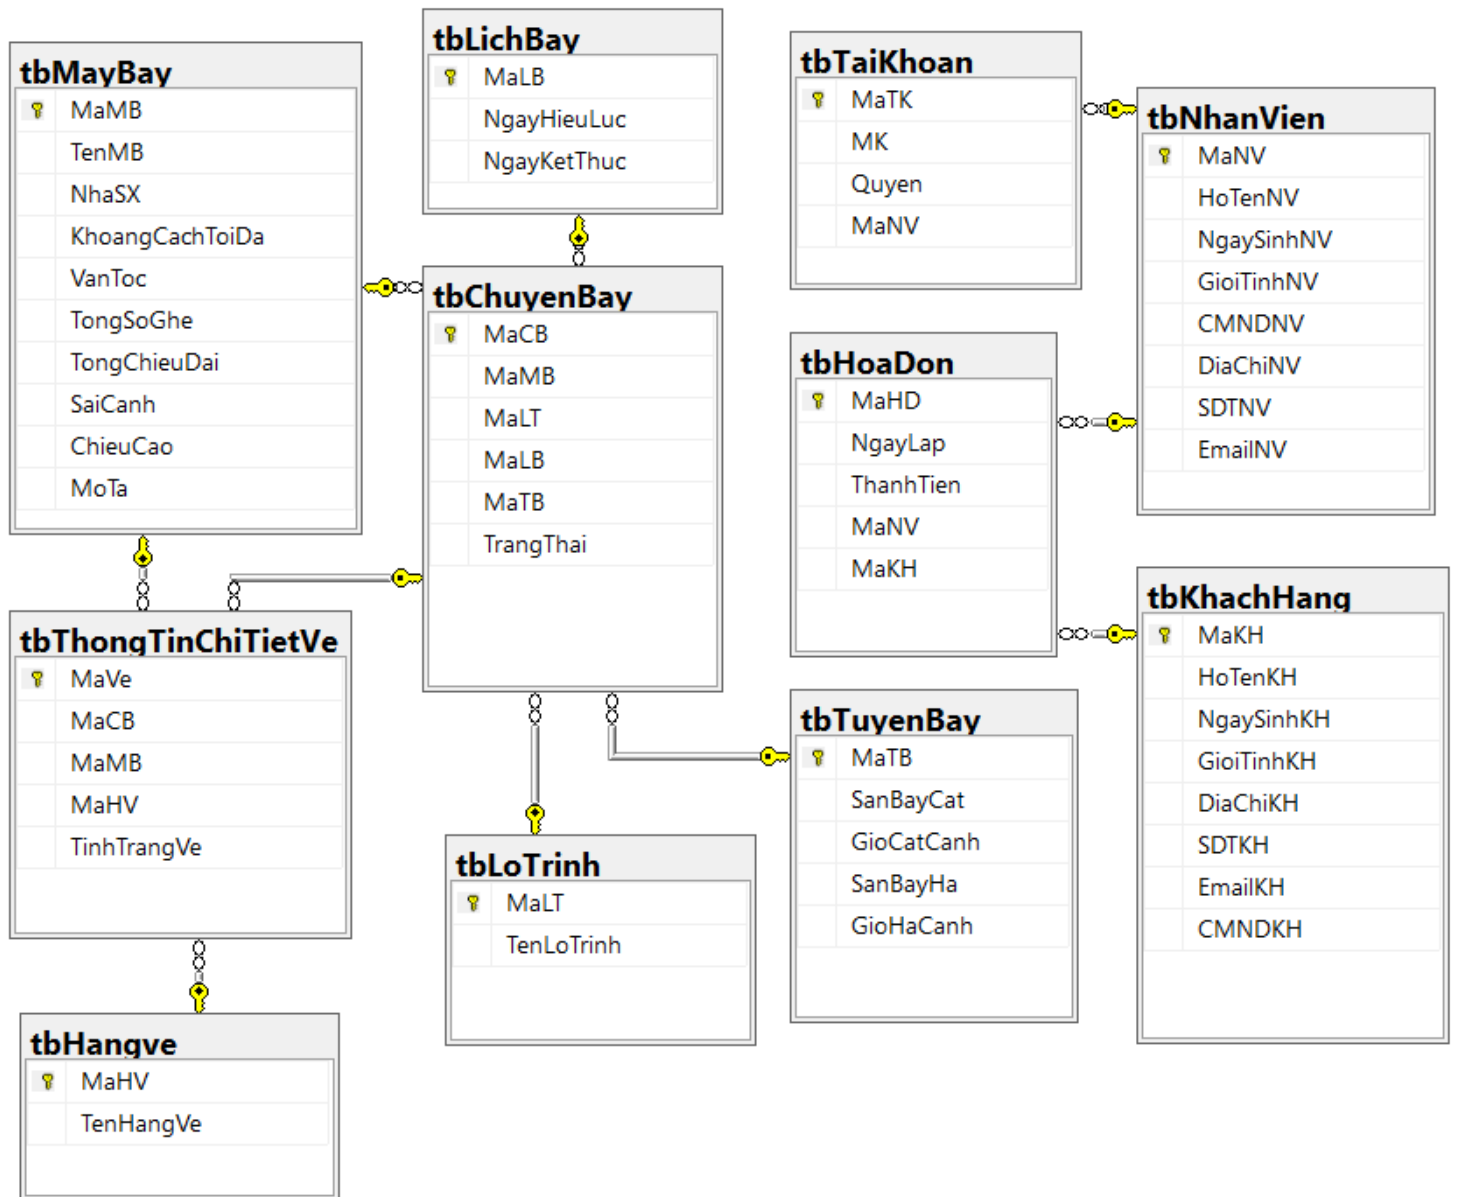 tbMayBay
MaMB
TenMB
NhaSX
KhoangCachToiDa
VanToc
TongSoGhe
TongChieuDai
SaiCanh
ChieuCao
MoTa
tbLichBay
MaLB
NgayHieuLuc
NgayKetThuc
tbTaiKhoan
MaTK
MK
Quyen
MaNV
tbNhanVien
MaNV
HoTenNV
NgaySinhNV
GioiTinhNV
CMNDNV
DiaChiNV
SDTNV
EmailNV
tbChuyenBay
MaCB
MaMB
MaLT
MaLB
MaTB
TrangThai
tbHoaDon
MaHD
NgayLap
ThanhTien
MaNV
MaKH
tbKhachHang
MaKH
HoTenKH
NgaySinhKH
GioiTinhKH
DiaChiKH
SDTKH
EmailKH
CMNDKH
tbThongTinChiTietVe
MaVe
MaCB
MaMB
MaHV
TinhTrangVe
tbTuyenBay
MaTB
SanBayCat
GioCatCanh
SanBayHa
GioHaCanh
tbLoTrinh
MaLT
TenLoTrinh
tbHangve
MaHV
TenHangVe